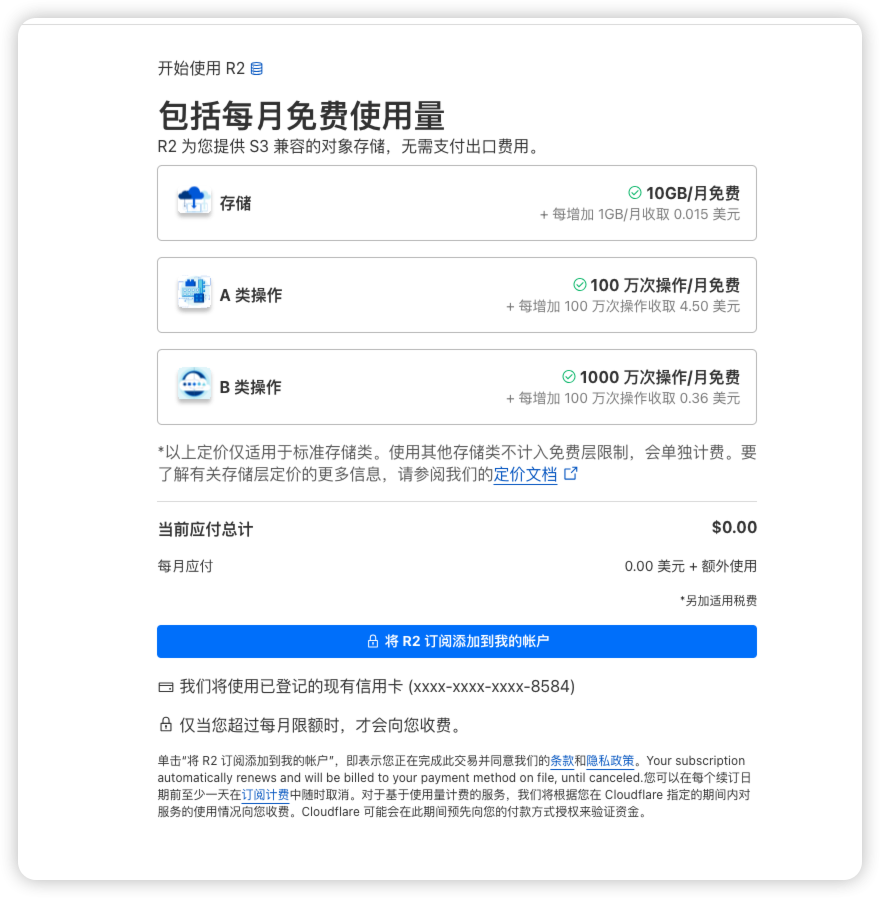 开始使用 R2
包括每月免费使用量
R2 为您提供 S3 兼容的对象存储，无需支付出口费用。
存储
10GB/月免费
+ 每增加 1GB/月收取 0.015 美元
A 类操作
100 万次操作/月免费
+ 每增加 100 万次操作收取 4.50 美元
B 类操作
1000 万次操作/月免费
+ 每增加 100 万次操作收取 0.36 美元
*以上定价仅适用于标准存储类。使用其他存储类不计入免费层限制，会单独计费。要
了解有关存储层定价的更多信息，请参阅我们的定价文档
当前应付总计
$0.00
每月应付
0.00 美元 + 额外使用
*另加适用税费
将 R2 订阅添加到我的帐户
我们将使用已登记的现有信用卡 (xxxx-xxxx-xxxx-8584)
仅当您超过每月限额时，才会向您收费。
单击“将 R2 订阅添加到我的帐户”，即表示您正在完成此交易并同意我们的条款和隐私政策。Your subscription
automatically renews and will be billed to your payment method on file, until canceled.您可以在每个续订日
期前至少一天在订阅计费中随时取消。对于基于使用量计费的服务，我们将根据您在 Cloudflare 指定的期间内对
服务的使用情况向您收费。Cloudflare 可能会在此期间预先向您的付款方式授权来验证资金。